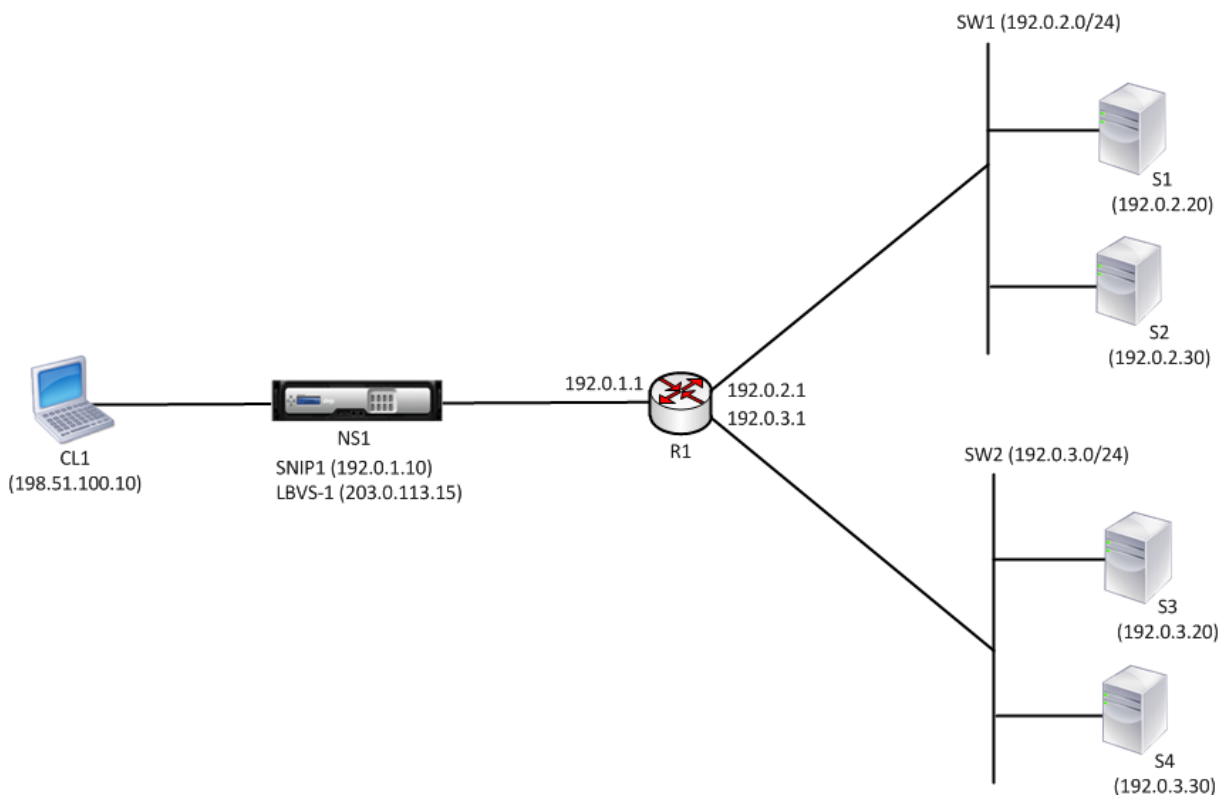 SW1 (192.0.2.0/24)
S1
(192.0.2.20)
S2
(192.0.2.30)
192.0.1.1
192.0.2.1
192.0.3.1
R1
NS1
SNIP1 (192.0.1.10)
LBVS-1 (203.0.113.15)
CL1
(198.51.100.10)
SW2 (192.0.3.0/24)
S3
(192.0.3.20)
S4
(192.0.3.30)